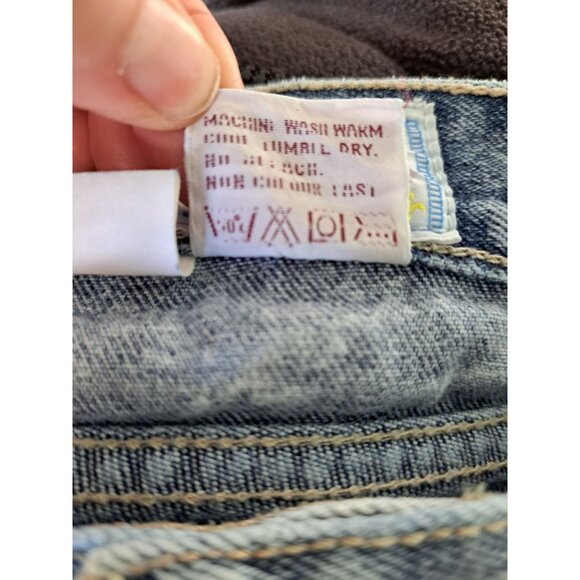 MACHINE WASH WARM
COOL TUMBLE DRY.
NO BLEACH.
NON COLOUR FAST